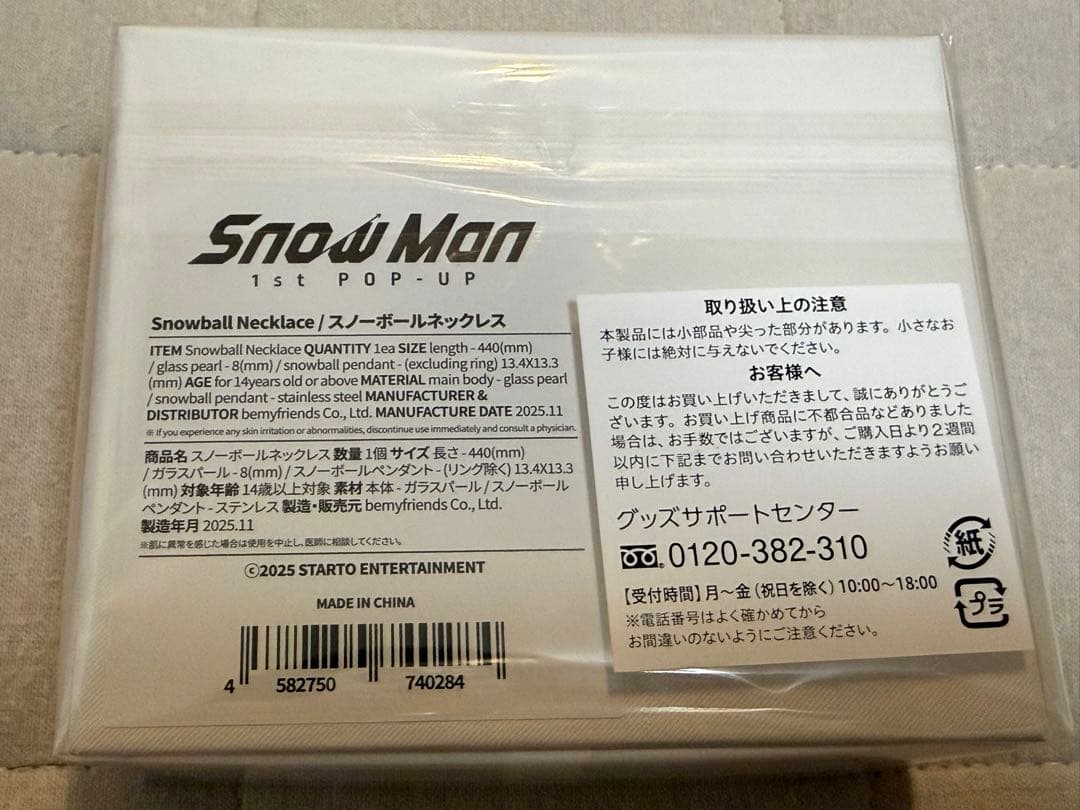 Snow Man
1st POP-UP
Snowball Necklace / スノーボールネックレス
ITEM Snowball Necklace QUANTITY 1ea SIZE length - 440(mm)
/ glass pearl - 8(mm) / snowball pendant - (excluding ring) 13.4X13.3
(mm) AGE for 14years old or above MATERIAL main body - glass pearl
/ snowball pendant - stainless steel MANUFACTURER &
DISTRIBUTOR bemyfriends Co., Ltd. MANUFACTURE DATE 2025.11
※ If you experience any skin irritation or abnormalities, discontinue use immediately and consult a physician.
商品名 スノーボールネックレス 数量 1個 サイズ 長さ - 440(mm)
/ ガラスパール - 8(mm) / スノーボールペンダント - (リング除く) 13.4X13.3
(mm) 対象年齢 14歳以上対象 素材 本体 - ガラスパール / スノーボール
ペンダント - ステンレス 製造・販売元 bemyfriends Co., Ltd.
製造年月 2025.11
※肌に異常を感じた場合は使用を中止し、医師に相談してください。
ⓒ2025 STARTO ENTERTAINMENT
MADE IN CHINA
4 582750 740284
取り扱い上の注意
本製品には小部品や尖った部分があります。小さなお
子様には絶対に与えないでください。
お客様へ
この度はお買い上げいただきまして、誠にありがとうご
ざいます。お買い上げ商品に不都合品などありました
場合は、お手数ではございますが、ご購入日より2週間
以内に下記までお問い合わせいただきますようお願い
申し上げます。
グッズサポートセンター
0120-382-310
【受付時間】月～金(祝日を除く)10:00～18:00
※電話番号はよく確かめてから
お間違いのないようにご注意ください。
紙
プラ